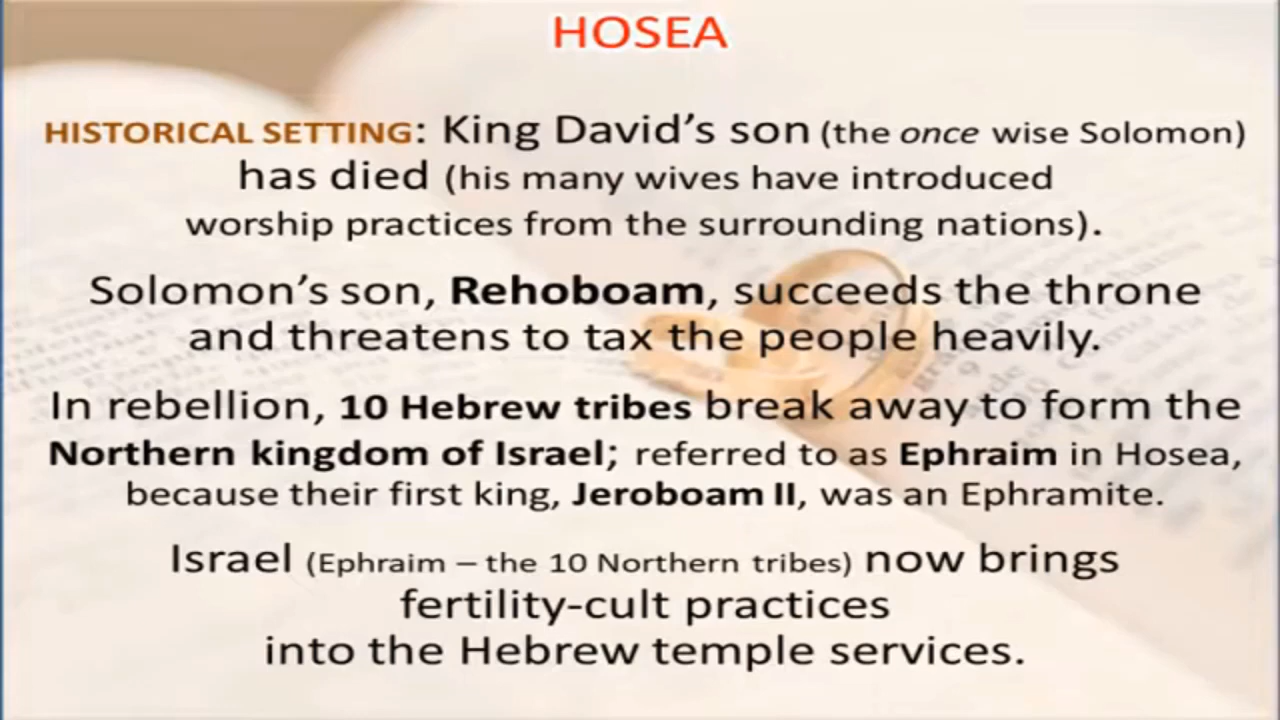 HOSEA
HISTORICAL SETTING: King David's son (the once wise Solomon)
has died (his many wives have introduced
worship practices from the surrounding nations).
Solomon's son, Rehoboam, succeeds the throne
and threatens to tax the people heavily.
In rebellion, 10 Hebrew tribes break away to form the
Northern kingdom of Israel; referred to as Ephraim in Hosea,
because their first king, Jeroboam II, was an Ephramite.
Israel (Ephraim – the 10 Northern tribes) now brings
fertility-cult practices
into the Hebrew temple services.